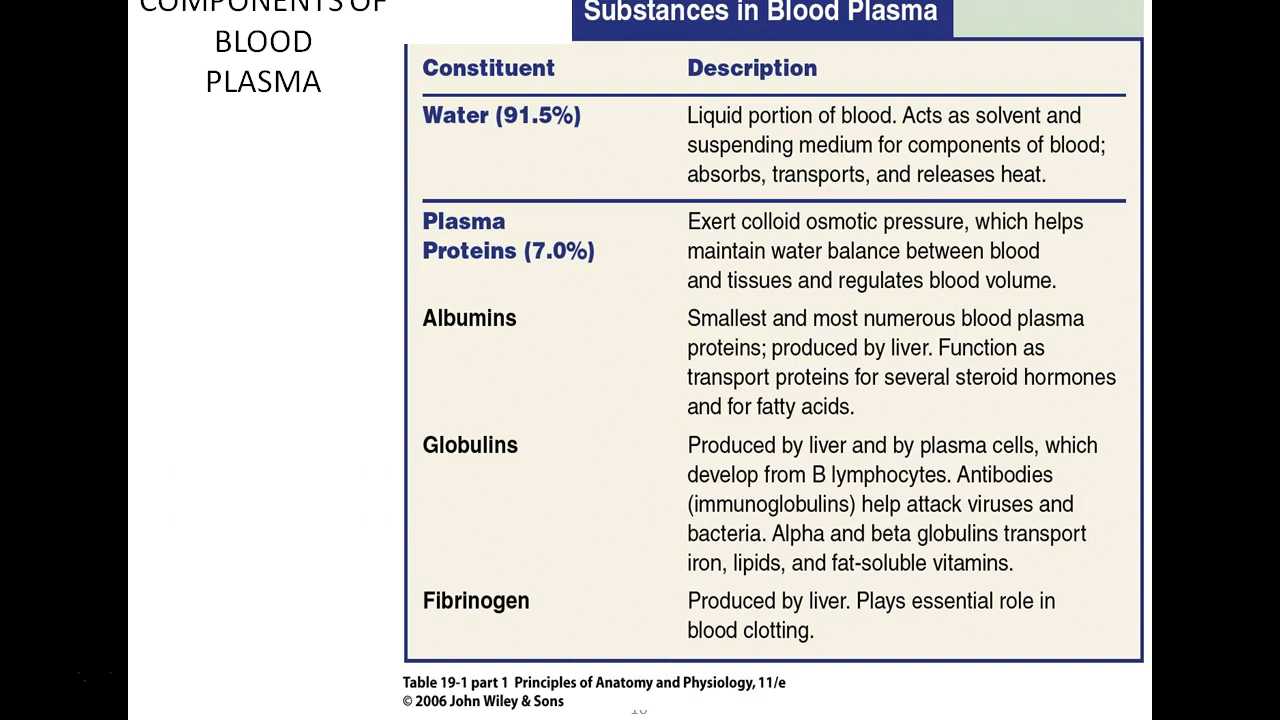 COMPONENTS OF
BLOOD
PLASMA
Substances in Blood Plasma
Constituent Description
Water (91.5%) Liquid portion of blood. Acts as solvent and
suspending medium for components of blood;
absorbs, transports, and releases heat.
Plasma Exert colloid osmotic pressure, which helps
Proteins (7.0%) maintain water balance between blood
and tissues and regulates blood volume.
Albumins Smallest and most numerous blood plasma
proteins; produced by liver. Function as
transport proteins for several steroid hormones
and for fatty acids.
Globulins Produced by liver and by plasma cells, which
develop from B lymphocytes. Antibodies
(immunoglobulins) help attack viruses and
bacteria. Alpha and beta globulins transport
iron, lipids, and fat-soluble vitamins.
Fibrinogen Produced by liver. Plays essential role in
blood clotting.
Table 19-1 part 1 Principles of Anatomy and Physiology, 11/e
© 2006 John Wiley & Sons